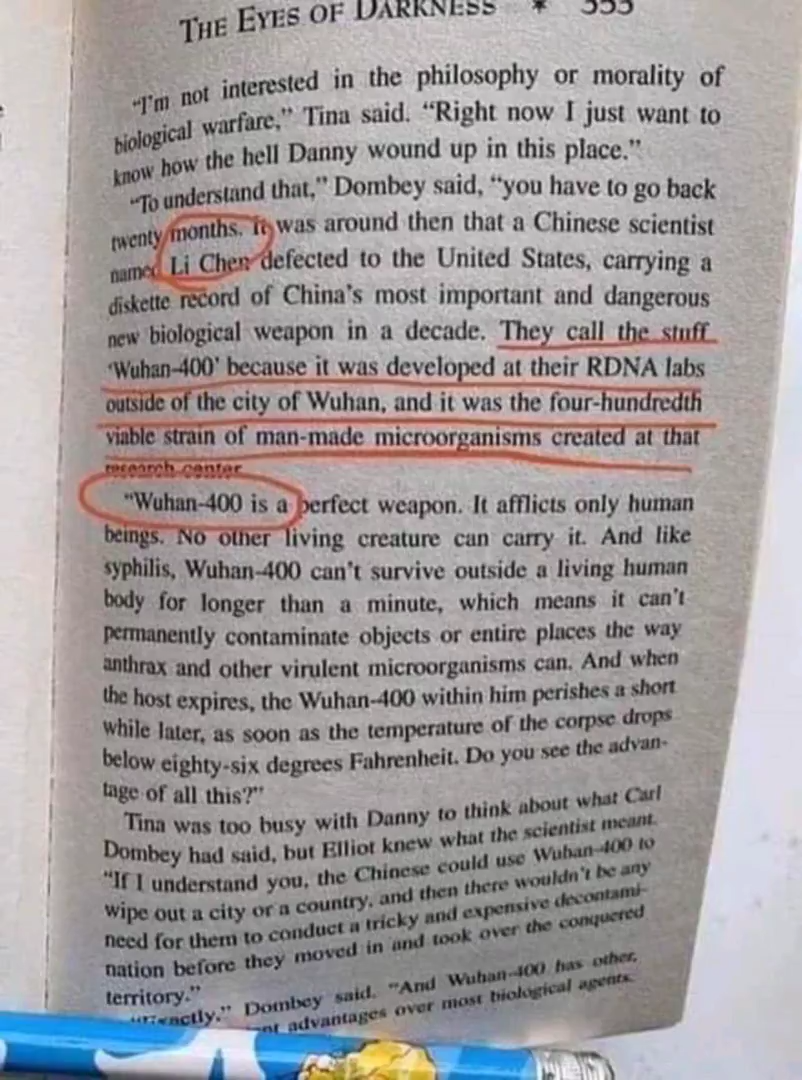 THE EYES OF DARKNESS * 353
"I'm not interested in the philosophy or morality of
biological warfare," Tina said. "Right now I just want to
know how the hell Danny wound up in this place."
"To understand that," Dombey said, "you have to go back
twenty months. It was around then that a Chinese scientist
named Li Chen defected to the United States, carrying a
diskette record of China's most important and dangerous
new biological weapon in a decade. They call the stuff
'Wuhan-400' because it was developed at their RDNA labs
outside of the city of Wuhan, and it was the four-hundredth
viable strain of man-made microorganisms created at that
research center.
"Wuhan-400 is a perfect weapon. It afflicts only human
beings. No other living creature can carry it. And like
syphilis, Wuhan-400 can't survive outside a living human
body for longer than a minute, which means it can't
permanently contaminate objects or entire places the way
anthrax and other virulent microorganisms can. And when
the host expires, the Wuhan-400 within him perishes a short
while later, as soon as the temperature of the corpse drops
below eighty-six degrees Fahrenheit. Do you see the advan-
tage of all this?"
Tina was too busy with Danny to think about what Carl
Dombey had said, but Elliot knew what the scientist meant.
"If I understand you, the Chinese could use Wuhan-400 to
wipe out a city or a country, and then there wouldn't be any
need for them to conduct a tricky and expensive decontami-
nation before they moved in and took over the conquered
territory."
"Exactly," Dombey said. "And Wuhan-400 has other,
advantages over most biological agents.